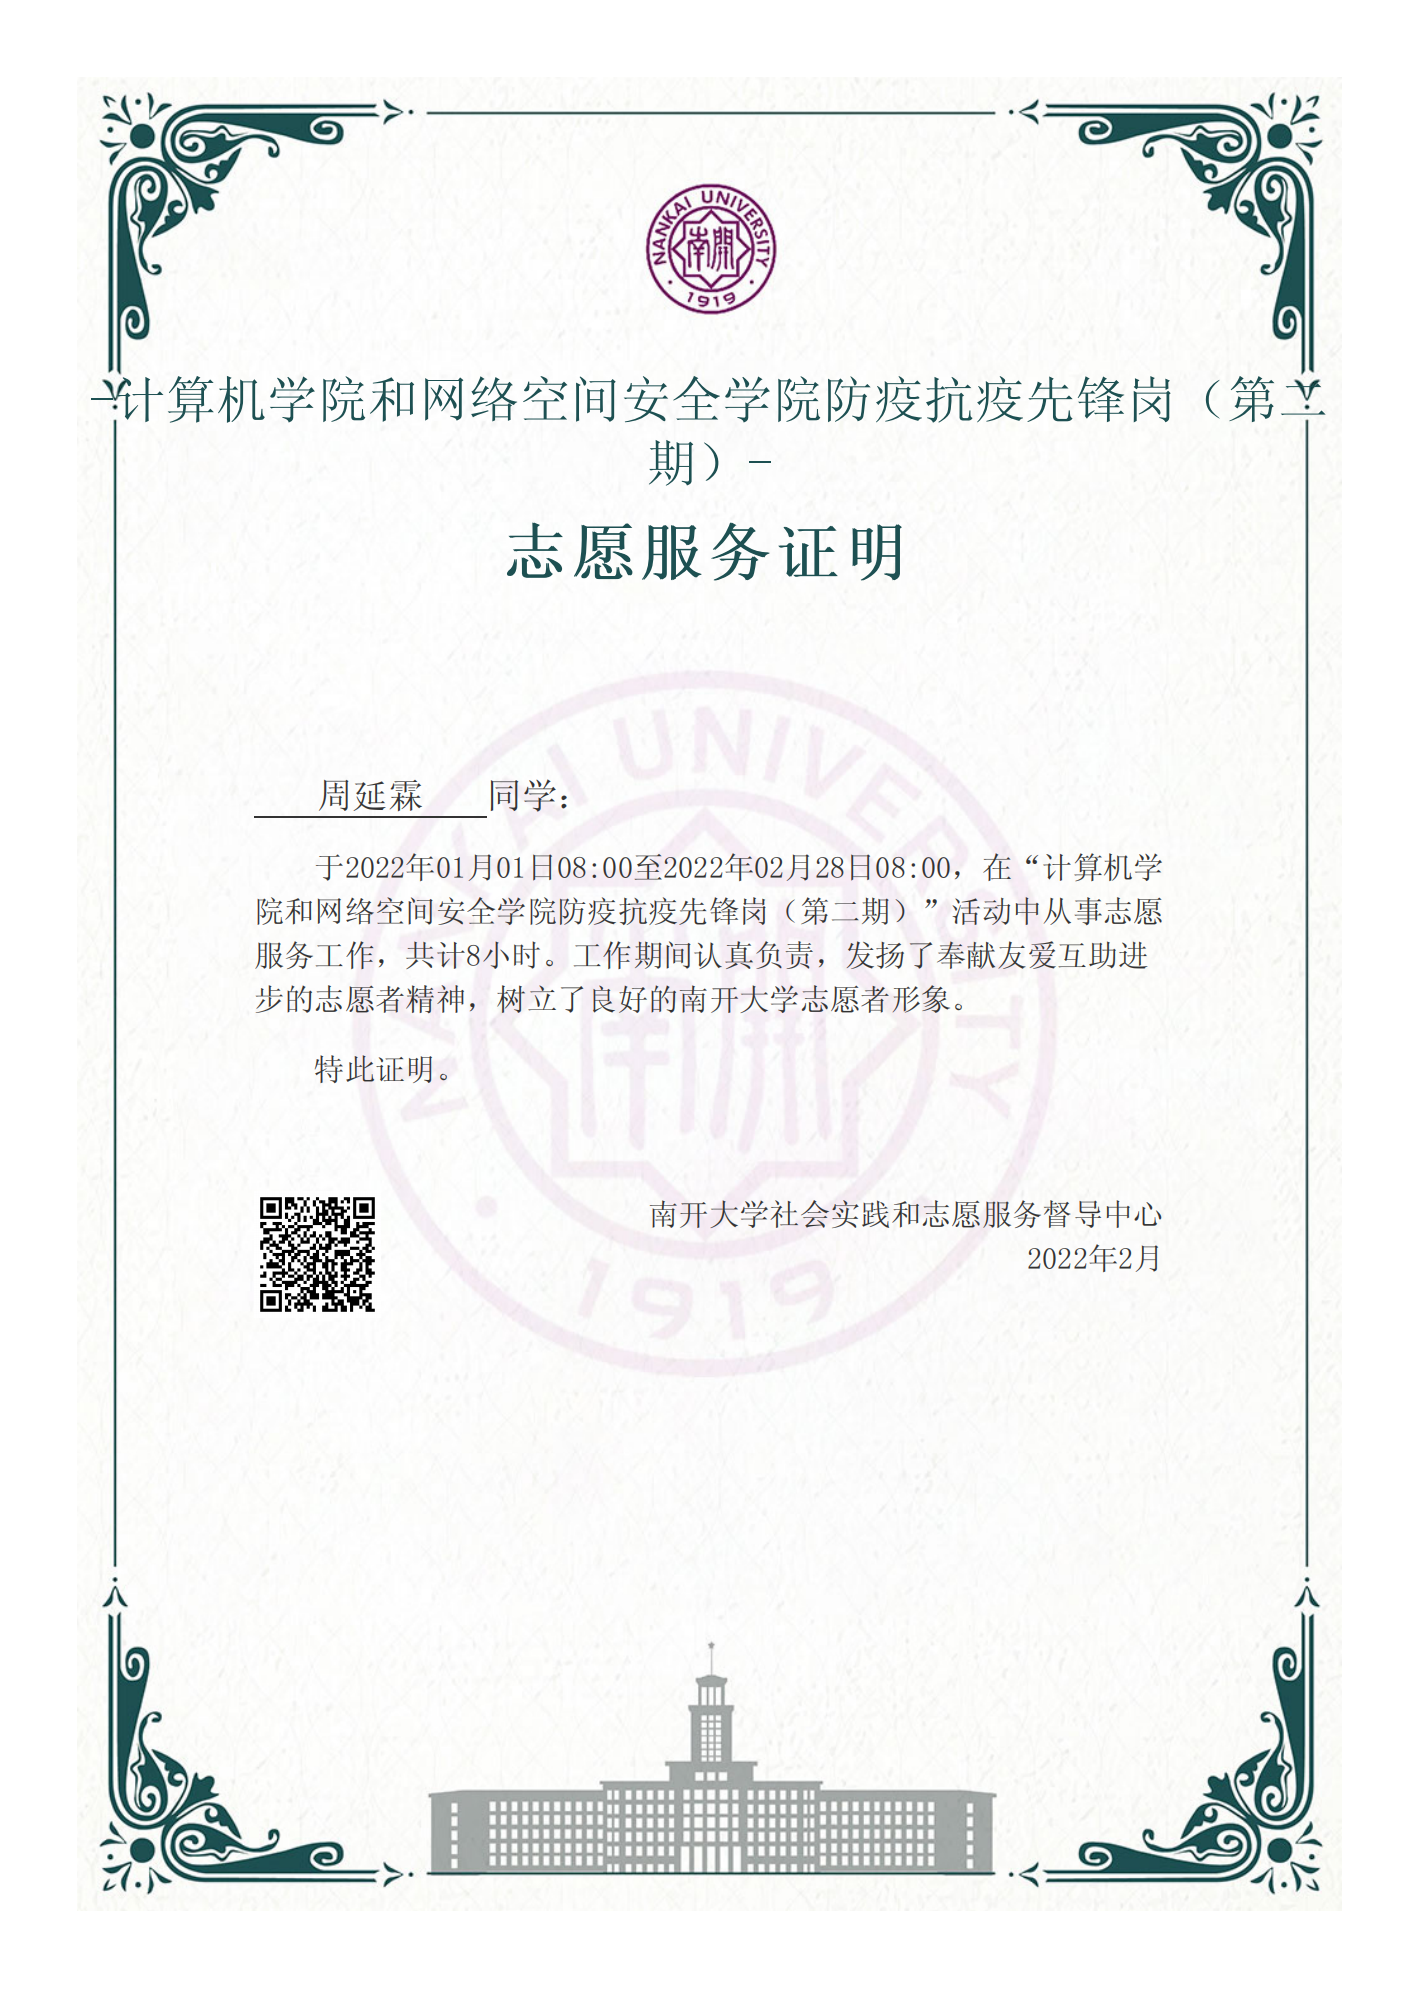 NANKAI UNIVERSITY
南開
1919
-计算机学院和网络空间安全学院防疫抗疫先锋岗（第二
期）-
志愿服务证明
周延霖 同学：
于2022年01月01日08:00至2022年02月28日08:00，在“计算机学
院和网络空间安全学院防疫抗疫先锋岗（第二期）”活动中从事志愿
服务工作，共计8小时。工作期间认真负责，发扬了奉献友爱互助进
步的志愿者精神，树立了良好的南开大学志愿者形象。
特此证明。
南开大学社会实践和志愿服务督导中心
2022年2月
NANKAI UNIVERSITY
南開
1919